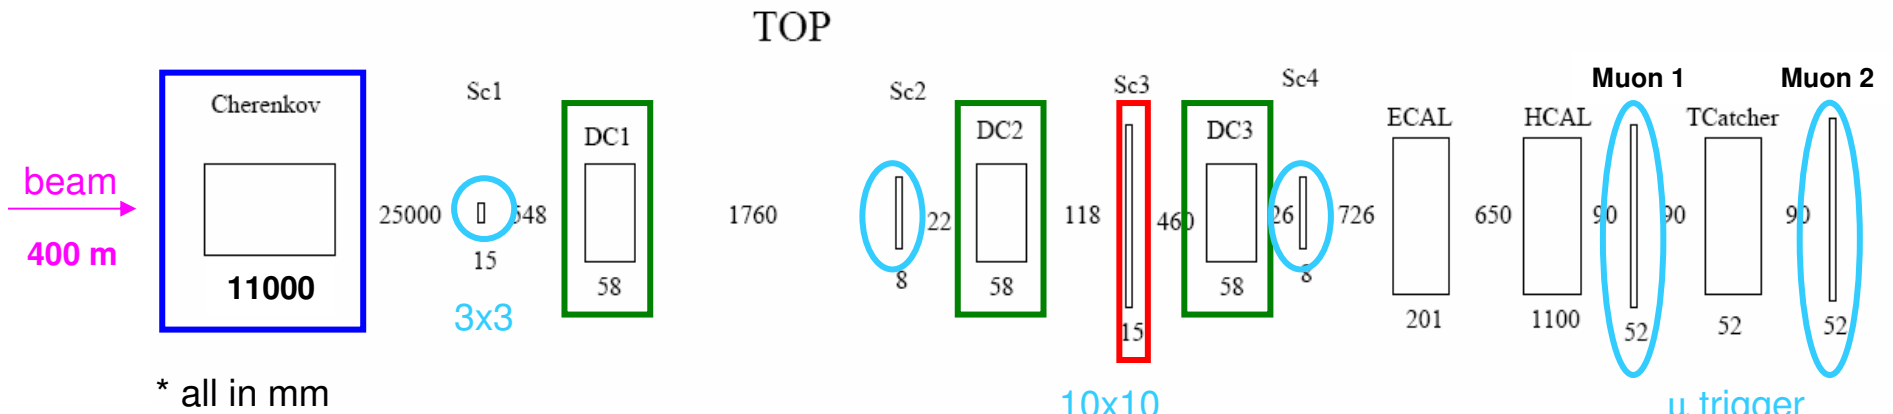 TOP
Muon 1
Muon 2
Sc1
Sc2
Sc3
Sc4
Cherenkov
DC1
DC2
DC3
ECAL
HCAL
TCatcher
beam
25000
548
1760
22
118
460
26
726
650
90
90
90
400 m
11000
15
58
8
58
15
58
8
201
1100
52
52
52
3x3
* all in mm
10x10
μ trigger